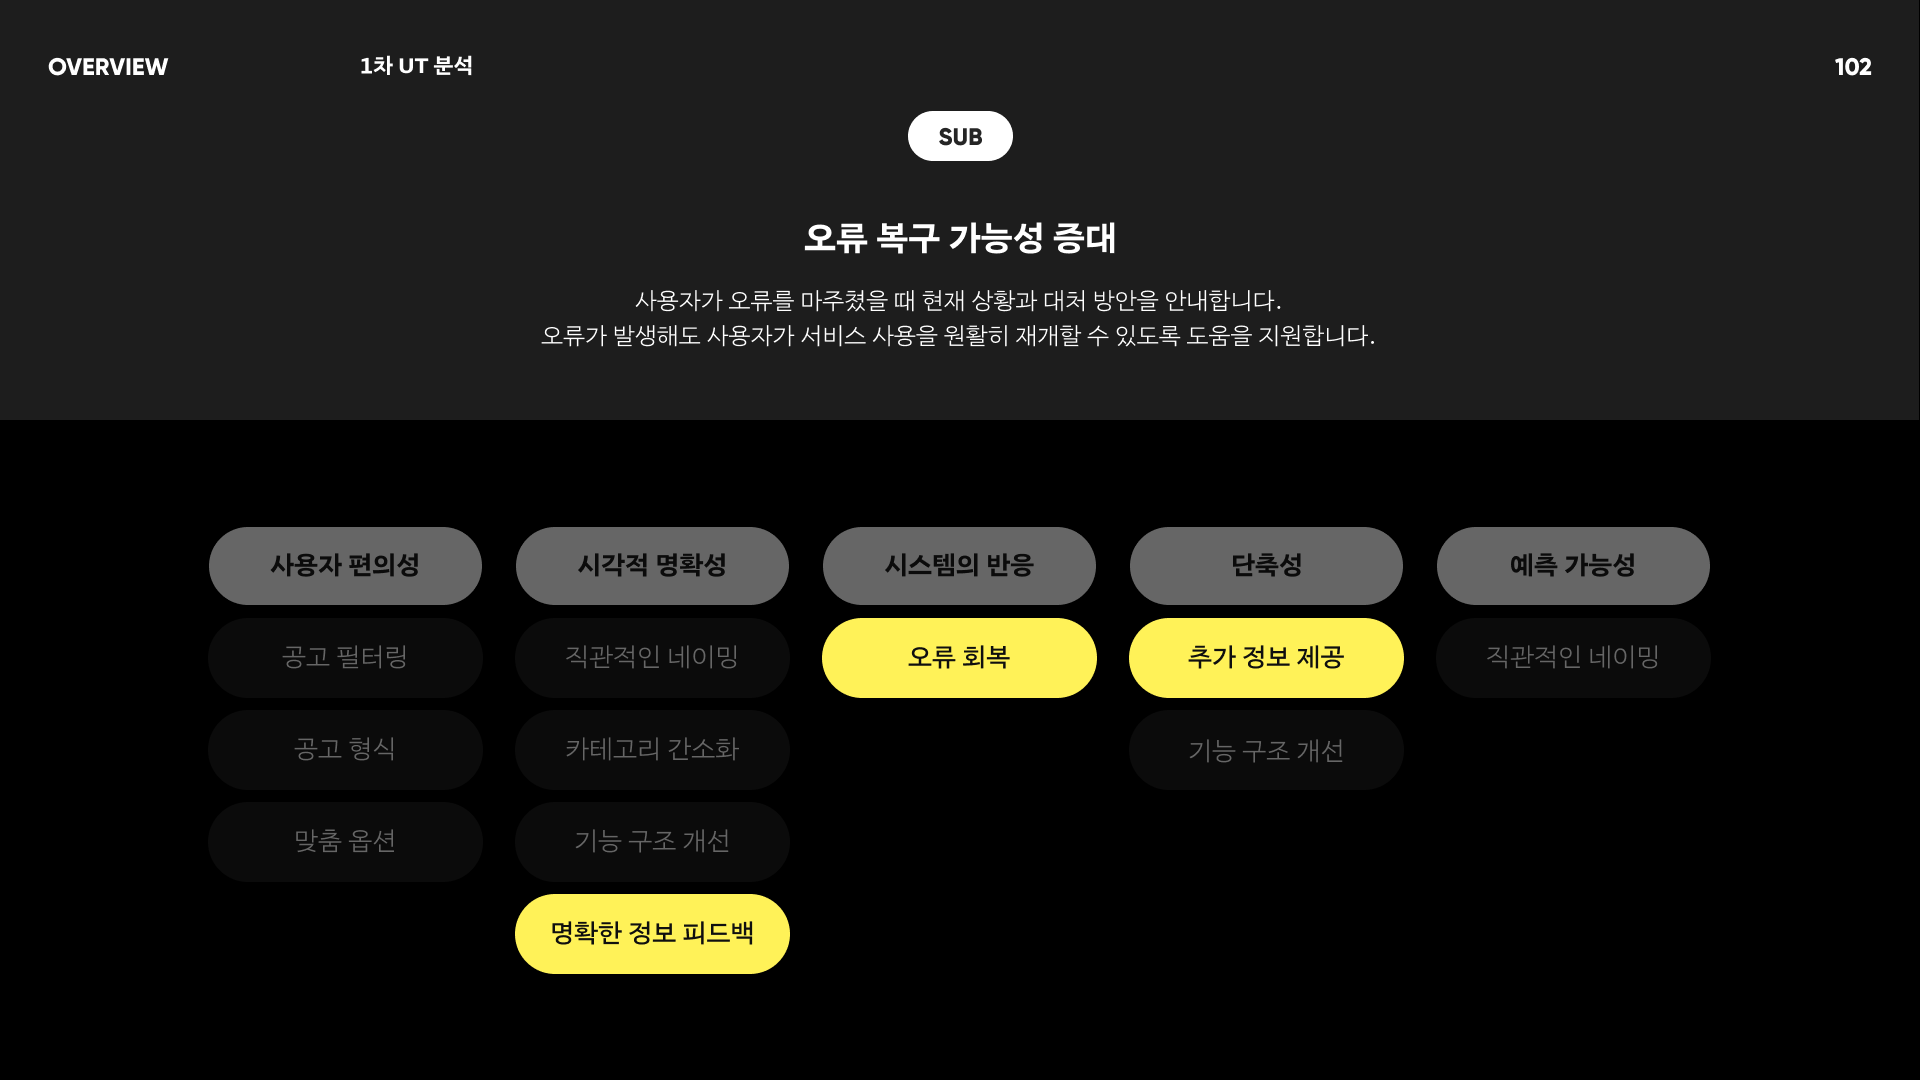 OVERVIEW
1차 UT 분석
102
SUB
오류 복구 가능성 증대
사용자가 오류를 마주쳤을 때 현재 상황과 대처 방안을 안내합니다.
오류가 발생해도 사용자가 서비스 사용을 원활히 재개할 수 있도록 도움을 지원합니다.
사용자 편의성
공고 필터링
공고 형식
맞춤 옵션
시각적 명확성
직관적인 네이밍
카테고리 간소화
기능 구조 개선
명확한 정보 피드백
시스템의 반응
오류 회복
단축성
추가 정보 제공
기능 구조 개선
예측 가능성
직관적인 네이밍